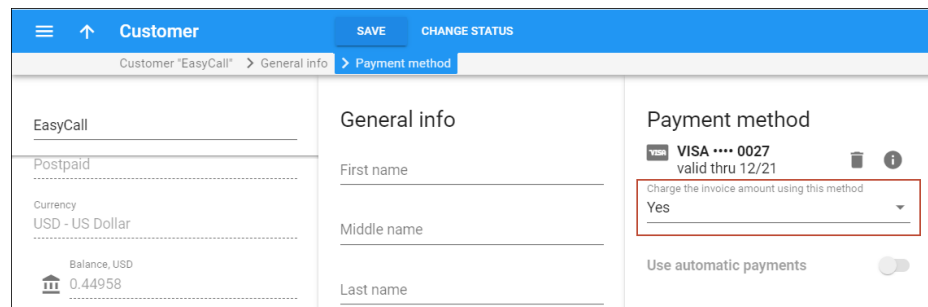 Customer
SAVE
CHANGE STATUS
Customer "EasyCall" > General info > Payment method
EasyCall
Postpaid
Currency
USD - US Dollar
Balance, USD
0.44958
General info
First name
Middle name
Last name
Payment method
VISA VISA •••• 0027
valid thru 12/21
Charge the invoice amount using this method
Yes
Use automatic payments